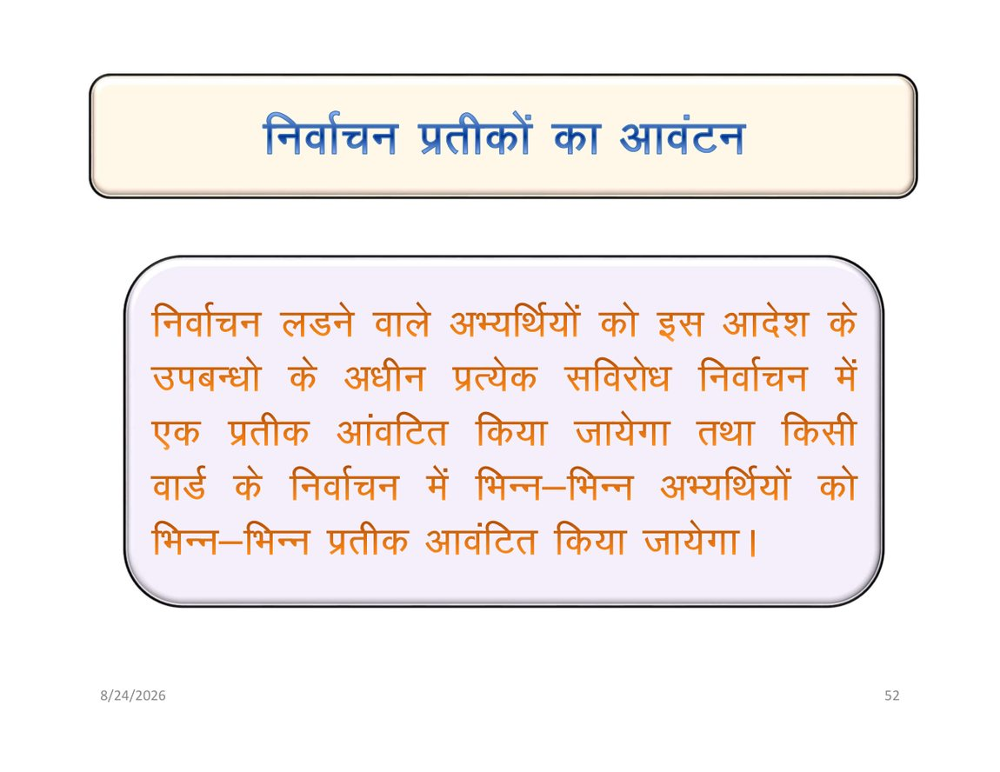 निर्वाचन प्रतीकों का आवंटन
निर्वाचन लडने वाले अभ्यर्थियों को इस आदेश के
उपबन्धो के अधीन प्रत्येक सविरोध निर्वाचन में
एक प्रतीक आंवटित किया जायेगा तथा किसी
वार्ड के निर्वाचन में भिन्न–भिन्न अभ्यर्थियों को
भिन्न–भिन्न प्रतीक आवंटित किया जायेगा।
8/24/2026
52